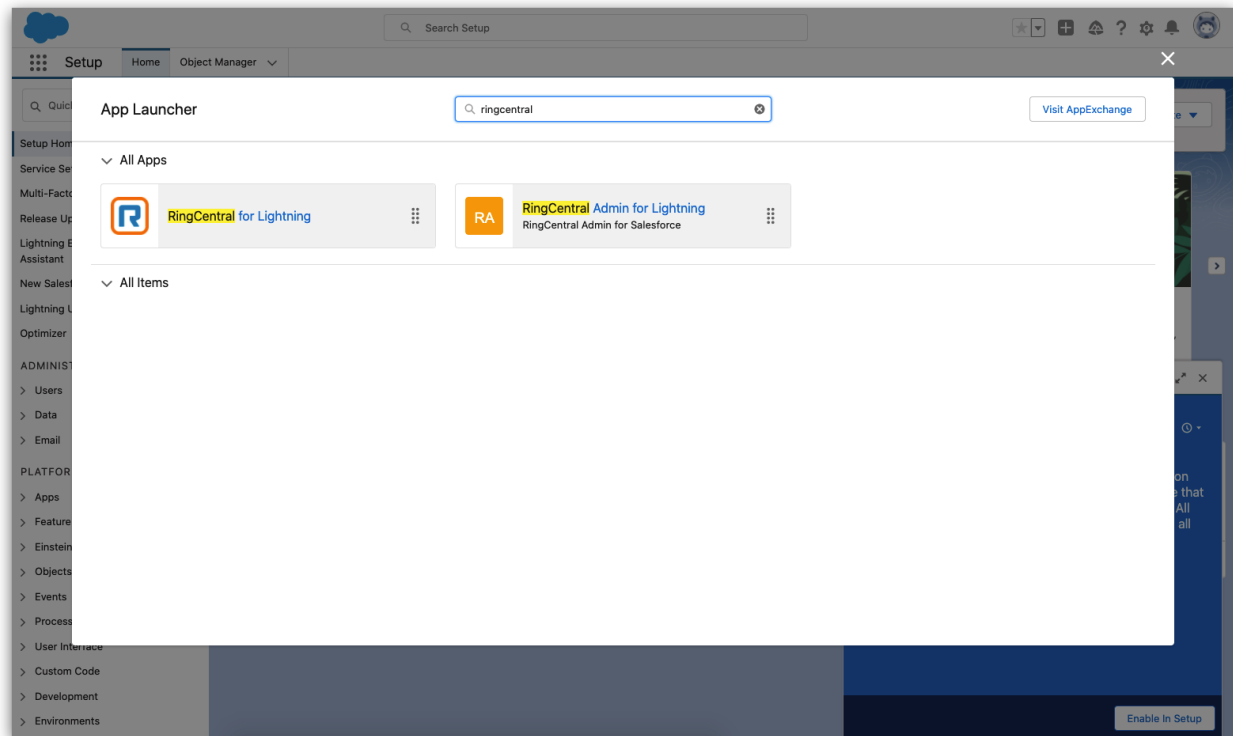 Search Setup
Setup
Home
Object Manager
App Launcher
ringcentral
Visit AppExchange
Setup Hom
Service Se
Multi-Facto
Release Up
Lightning E
Assistant
New Salesf
Lightning U
Optimizer
ADMINIST
Users
Data
Email
PLATFOR
Apps
Feature
Einstein
Objects
Events
Process
User Interface
Custom Code
Development
Environments
All Apps
RingCentral for Lightning
RA
RingCentral Admin for Lightning
RingCentral Admin for Salesforce
All Items
on
that
All
all
Enable In Setup